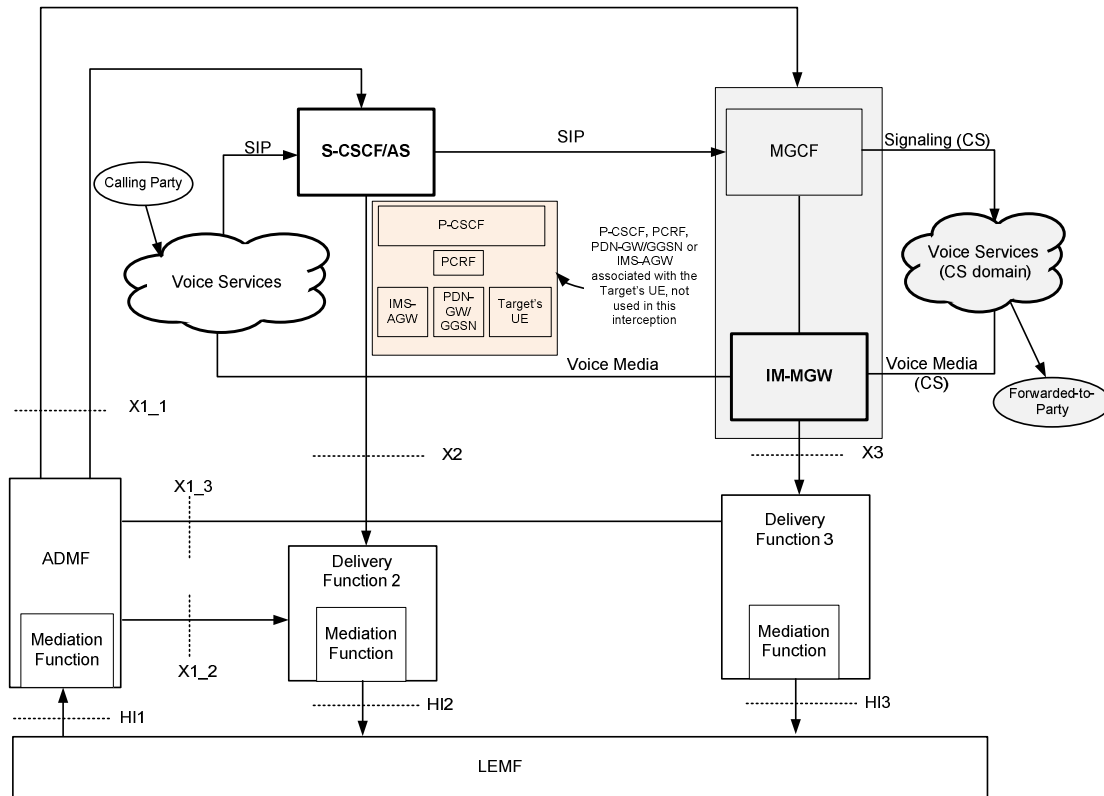 SIP
S-CSCF/AS
SIP
MGCF
Signaling (CS)
Calling Party
Voice Services
P-CSCF
PCRF
IMS-
AGW
PDN-
GW/
GGSN
Target's
UE
P-CSCF, PCRF,
PDN-GW/GGSN or
IMS-AGW
associated with the
Target's UE, not
used in this
interception
Voice Services
(CS domain)
Voice Media
IM-MGW
Voice Media
(CS)
Forwarded-to-
Party
X1_1
X2
X3
X1_3
ADMF
Mediation
Function
Delivery
Function 2
Mediation
Function
Delivery
Function 3
Mediation
Function
X1_2
HI1
HI2
HI3
LEMF